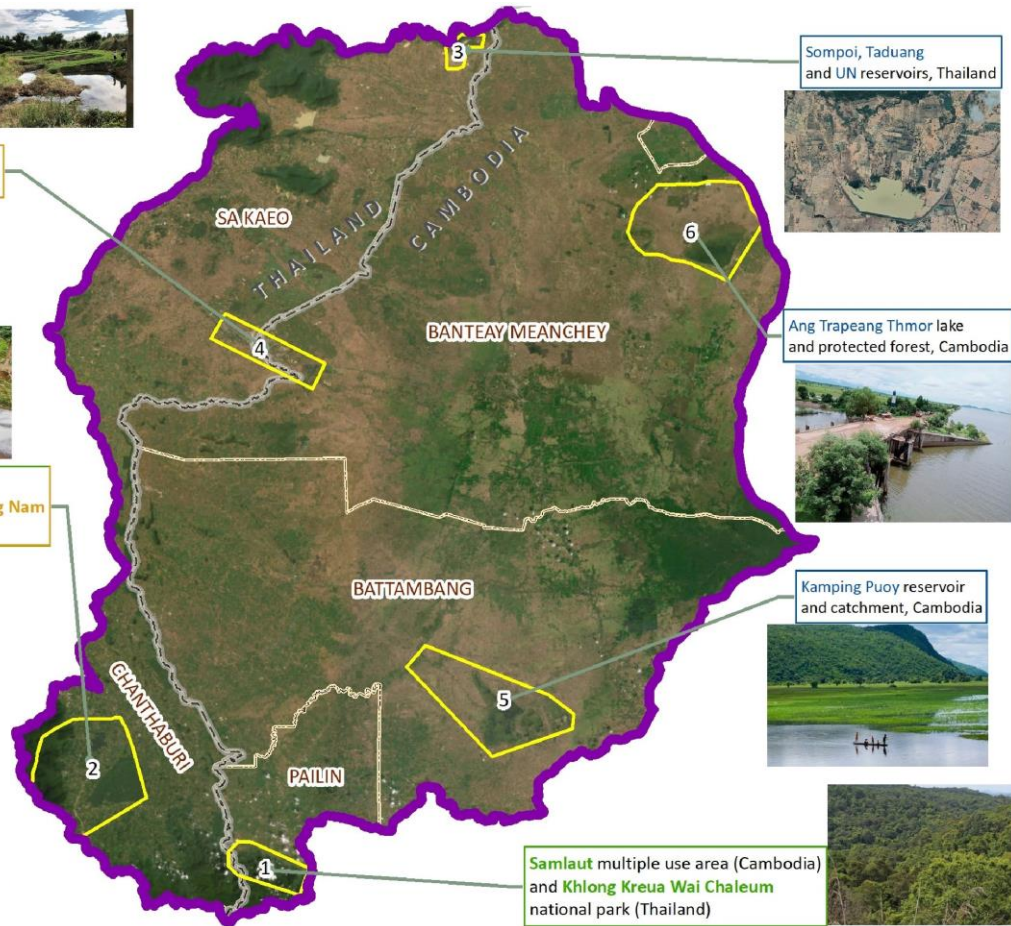 3
Sompoi, Taduang
and UN reservoirs, Thailand
SA KAEO
THAILAND
CAMBODIA
6
4
BANTEAY MEANCHEY
Ang Trapeang Thmor lake
and protected forest, Cambodia
Nam
BATTAMBANG
Kamping Puoy reservoir
and catchment, Cambodia
CHANTHABURI
5
2
PAILIN
1
Samlaut multiple use area (Cambodia)
and Khlong Kreua Wai Chaleum
national park (Thailand)